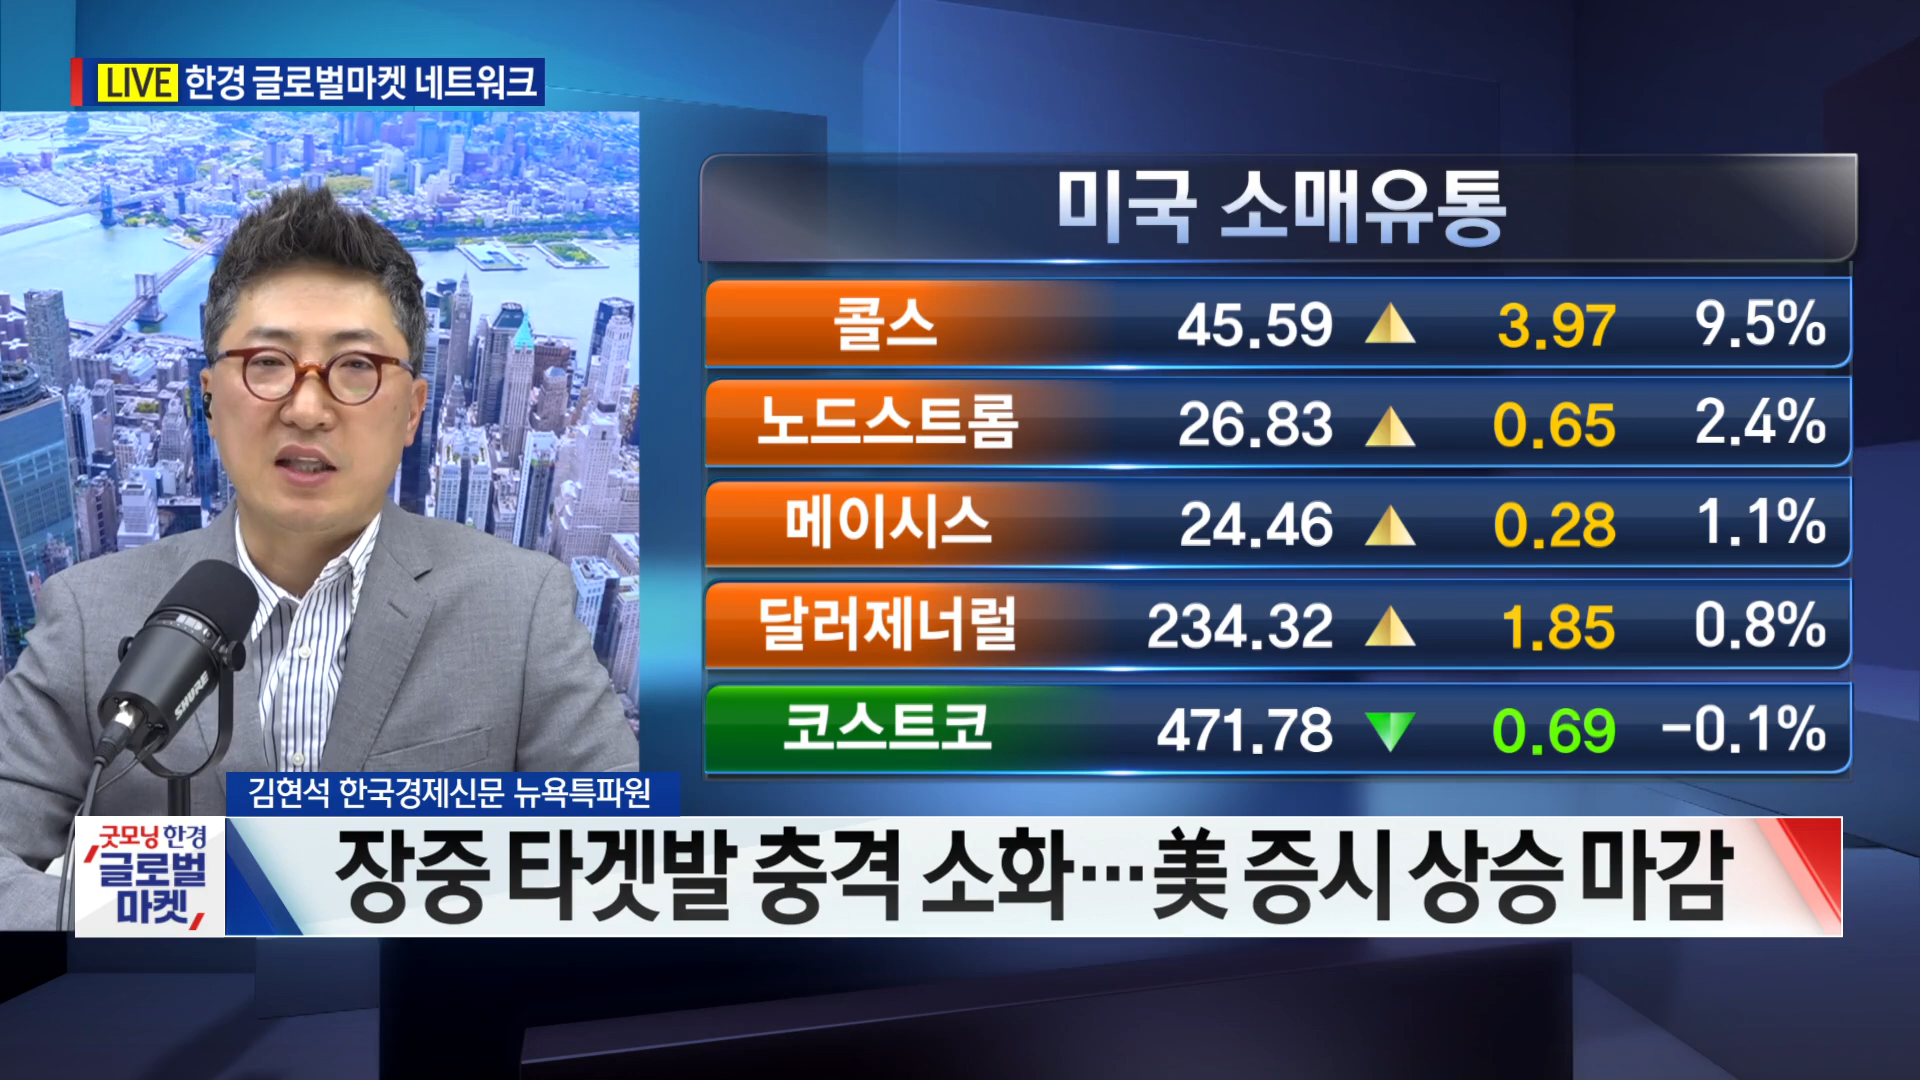 LIVE 한경 글로벌마켓 네트워크
미국 소매유통
콜스 45.59 ▲ 3.97 9.5%
노드스트롬 26.83 ▲ 0.65 2.4%
메이시스 24.46 ▲ 0.28 1.1%
달러제너럴 234.32 ▲ 1.85 0.8%
코스트코 471.78 ▼ 0.69 -0.1%
SHURE
김현석 한국경제신문 뉴욕특파원
굿모닝 한경
글로벌
마켓
장중 타겟발 충격 소화…美 증시 상승 마감